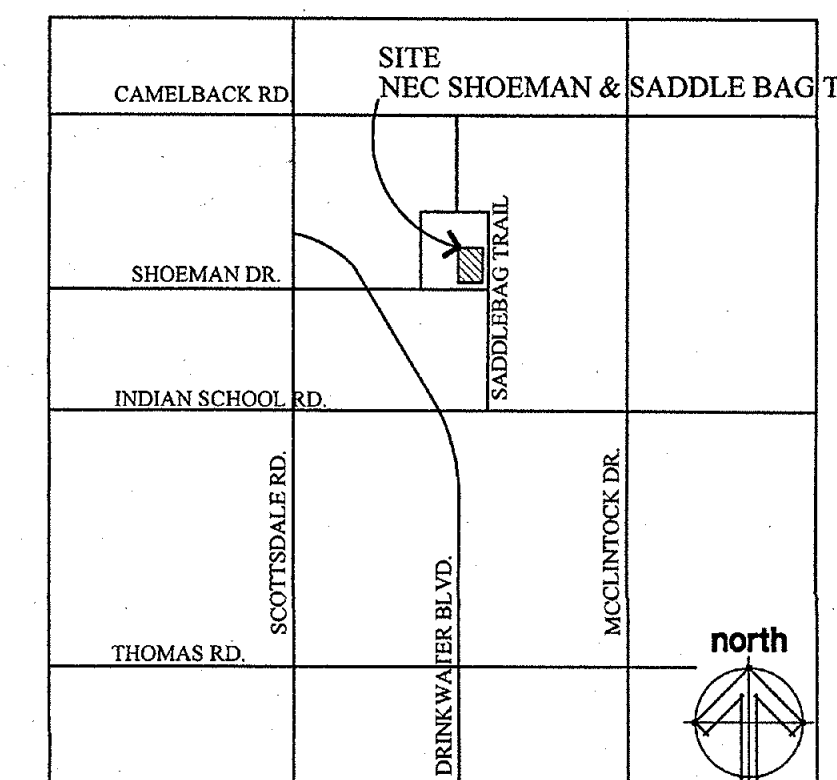 SITE
NEC SHOEMAN & SADDLE BAG T
CAMELBACK RD.
SADDLEBAG TRAIL
SHOEMAN DR.
INDIAN SCHOOL RD.
SCOTTSDALE RD.
MCCLINTOCK DR.
DRINKWATER BLVD.
THOMAS RD.
north